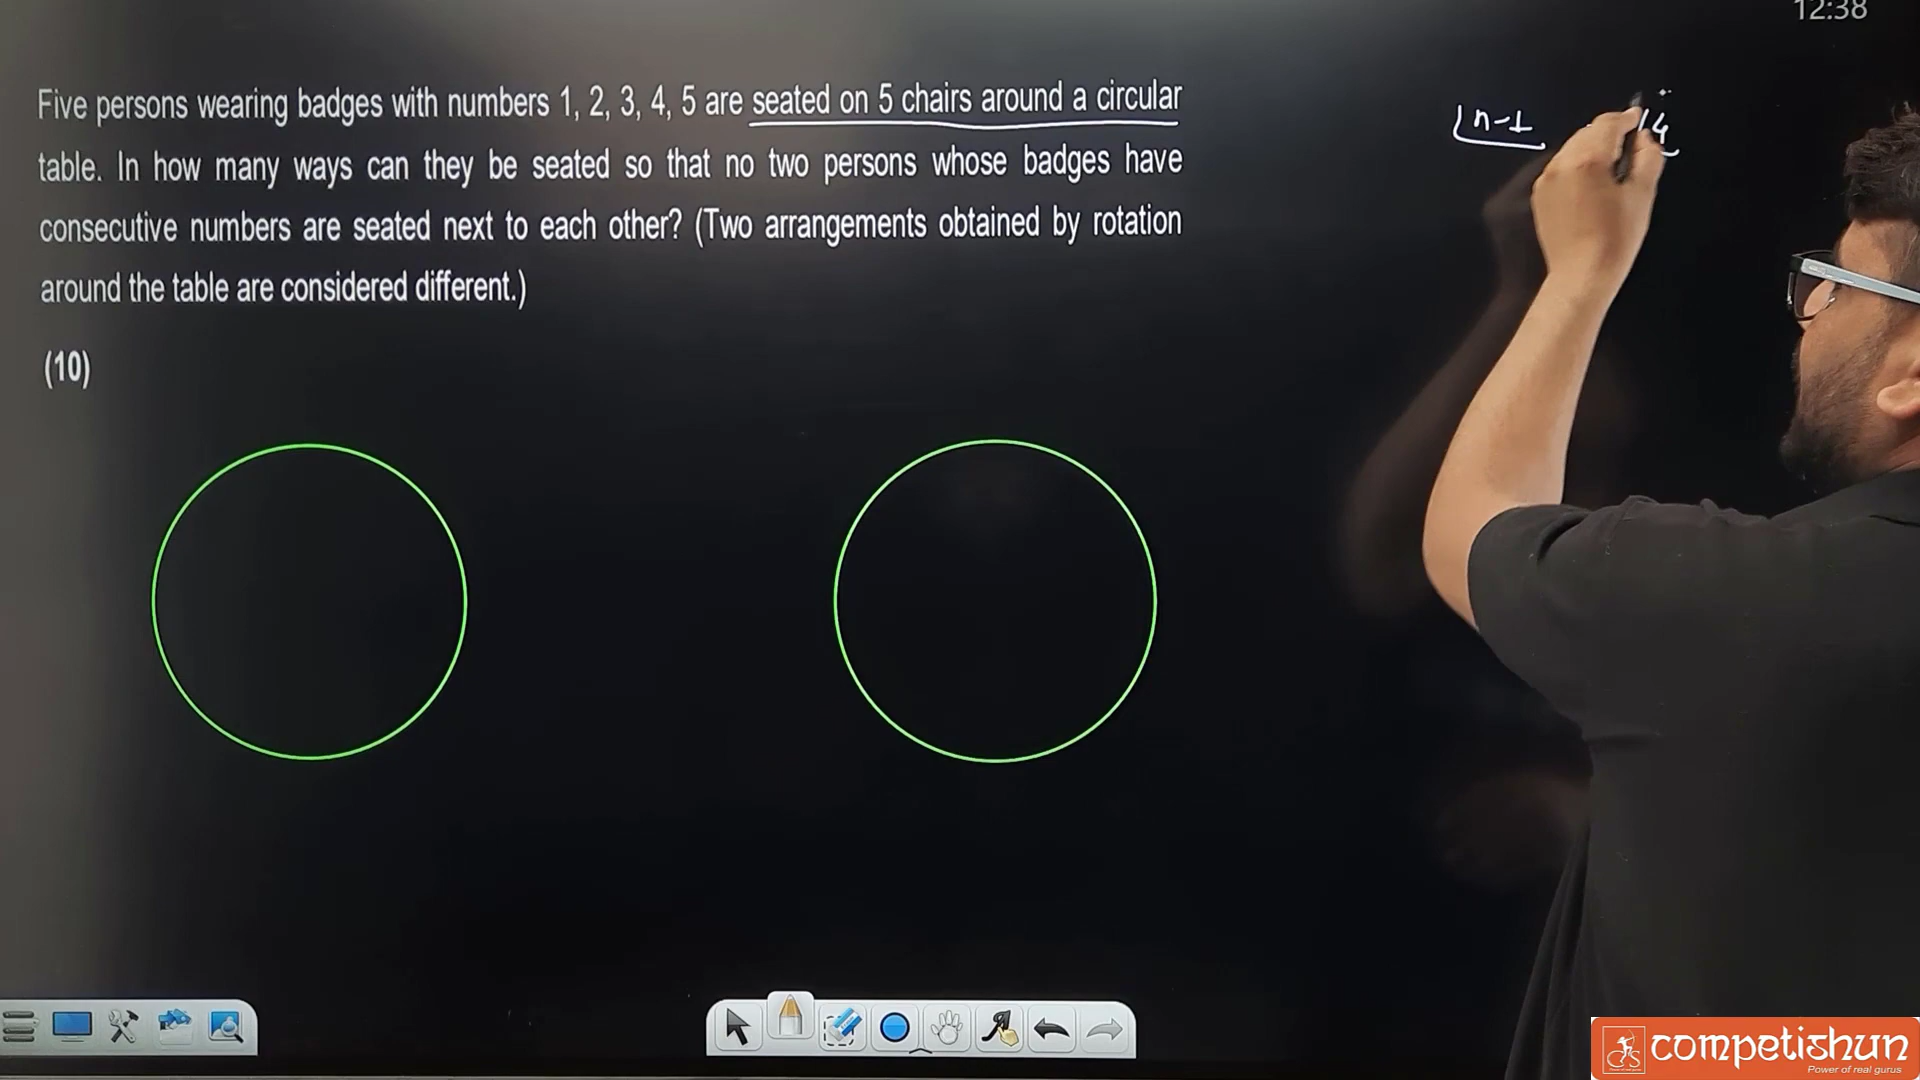 12:38
Five persons wearing badges with numbers 1, 2, 3, 4, 5 are seated on 5 chairs around a circular
table. In how many ways can they be seated so that no two persons whose badges have
consecutive numbers are seated next to each other? (Two arrangements obtained by rotation
around the table are considered different.)
(10)
n-1
4
competishun
Power of real gurus